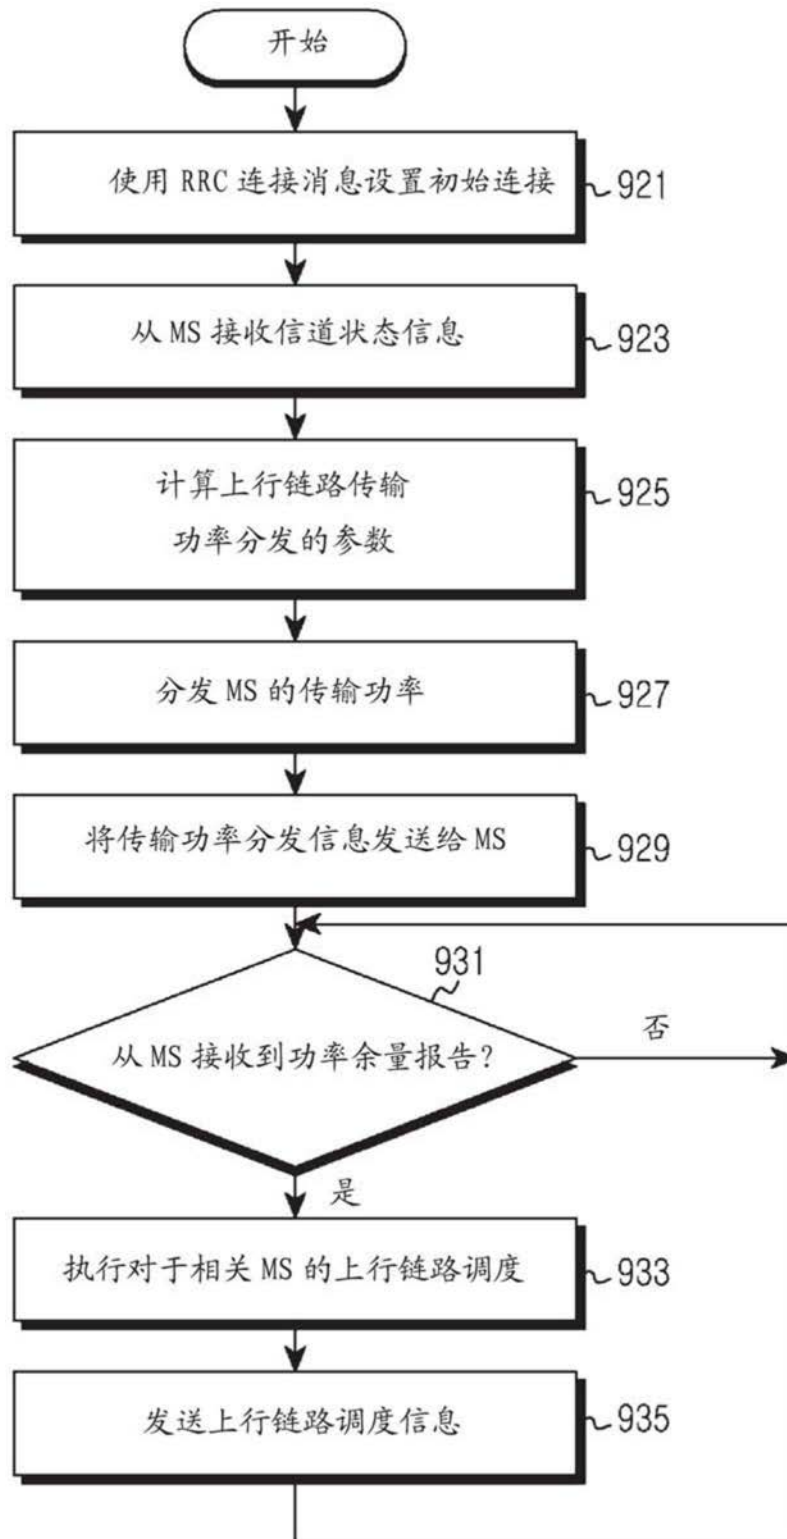 开始
使用 RRC 连接消息设置初始连接
921
从 MS 接收信道状态信息
923
计算上行链路传输
功率分发的参数
925
分发 MS 的传输功率
927
将传输功率分发信息发送给 MS
929
931
从 MS 接收到功率余量报告?
否
是
执行对于相关 MS 的上行链路调度
933
发送上行链路调度信息
935